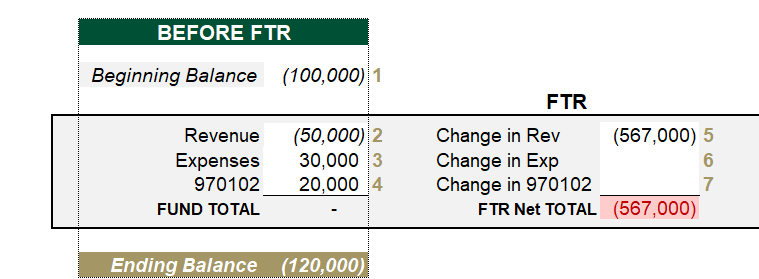 BEFORE FTR
Beginning Balance (100,000) 1
FTR
Revenue (50,000) 2 Change in Rev (567,000) 5
Expenses 30,000 3 Change in Exp 6
970102 20,000 4 Change in 970102 7
FUND TOTAL - FTR Net TOTAL (567,000)
Ending Balance (120,000)